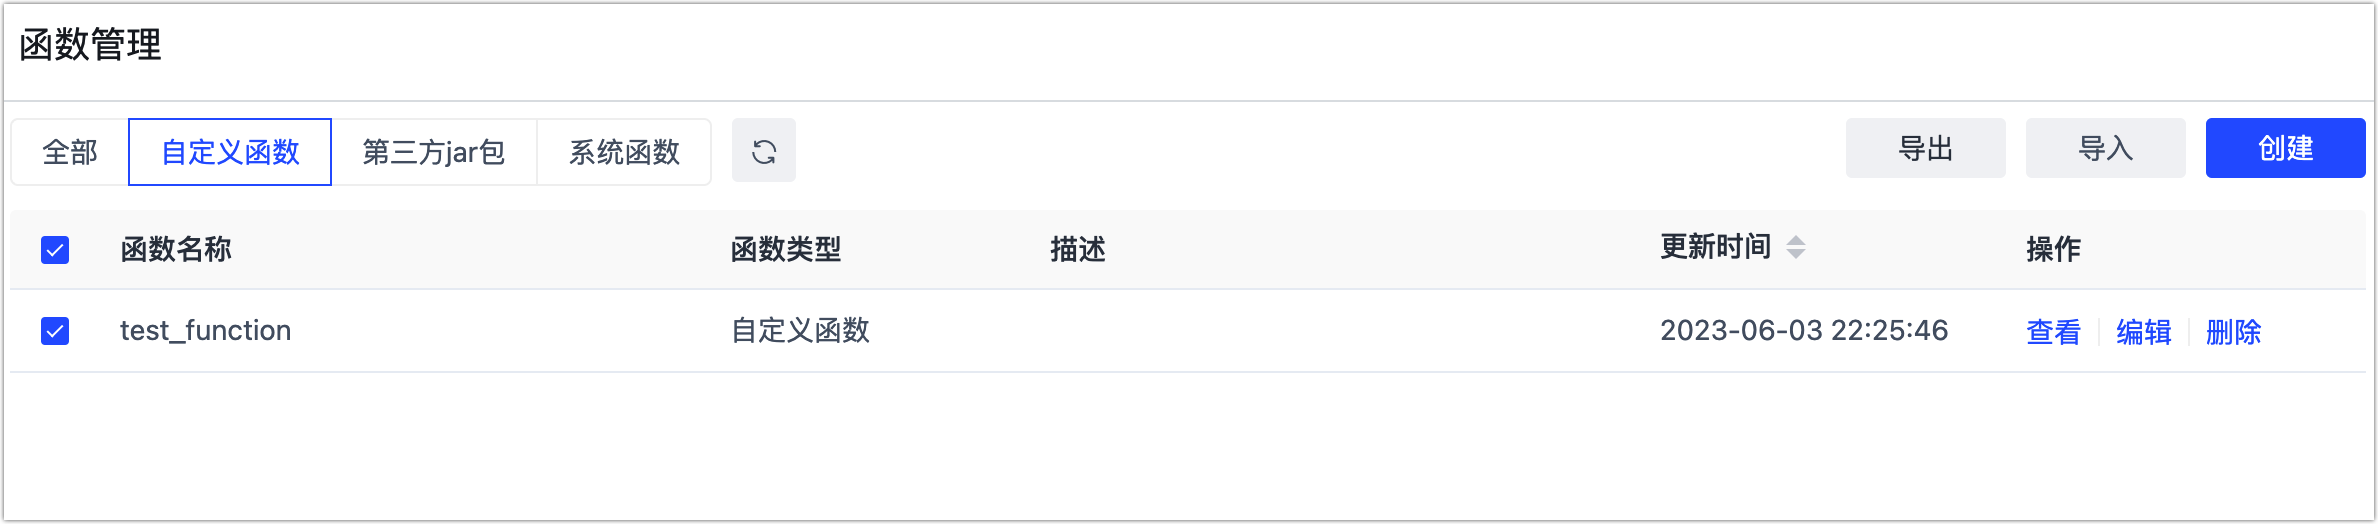 函数管理
全部 自定义函数 第三方jar包 系统函数 导出 导入 创建
函数名称 函数类型 描述 更新时间 操作
test_function 自定义函数 2023-06-03 22:25:46 查看 编辑 删除